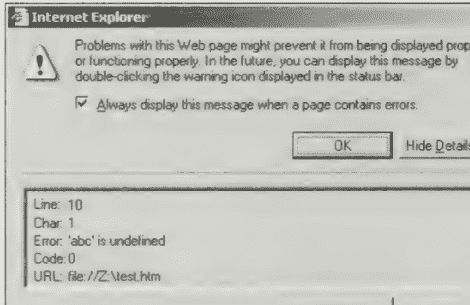 Internet Explorer
Problems with this Web page might prevent it from being displayed prop
or functioning properly. In the future, you can display this message by
double-clicking the warning icon displayed in the status bar.
Always display this message when a page contains errors.
OK
Hide Details
Line: 10
Char: 1
Error: 'abc' is undefined
Code: 0
URL: file://Z:\test.htm